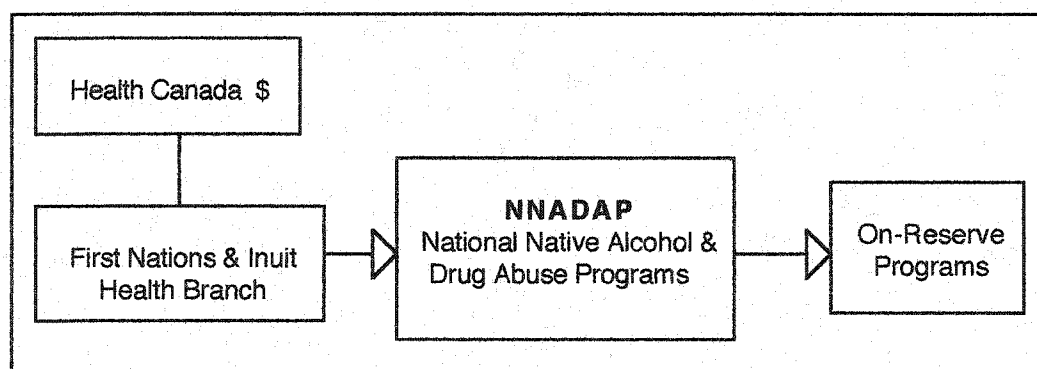 Health Canada $
First Nations & Inuit
Health Branch
NNADAP
National Native Alcohol &
Drug Abuse Programs
On-Reserve
Programs